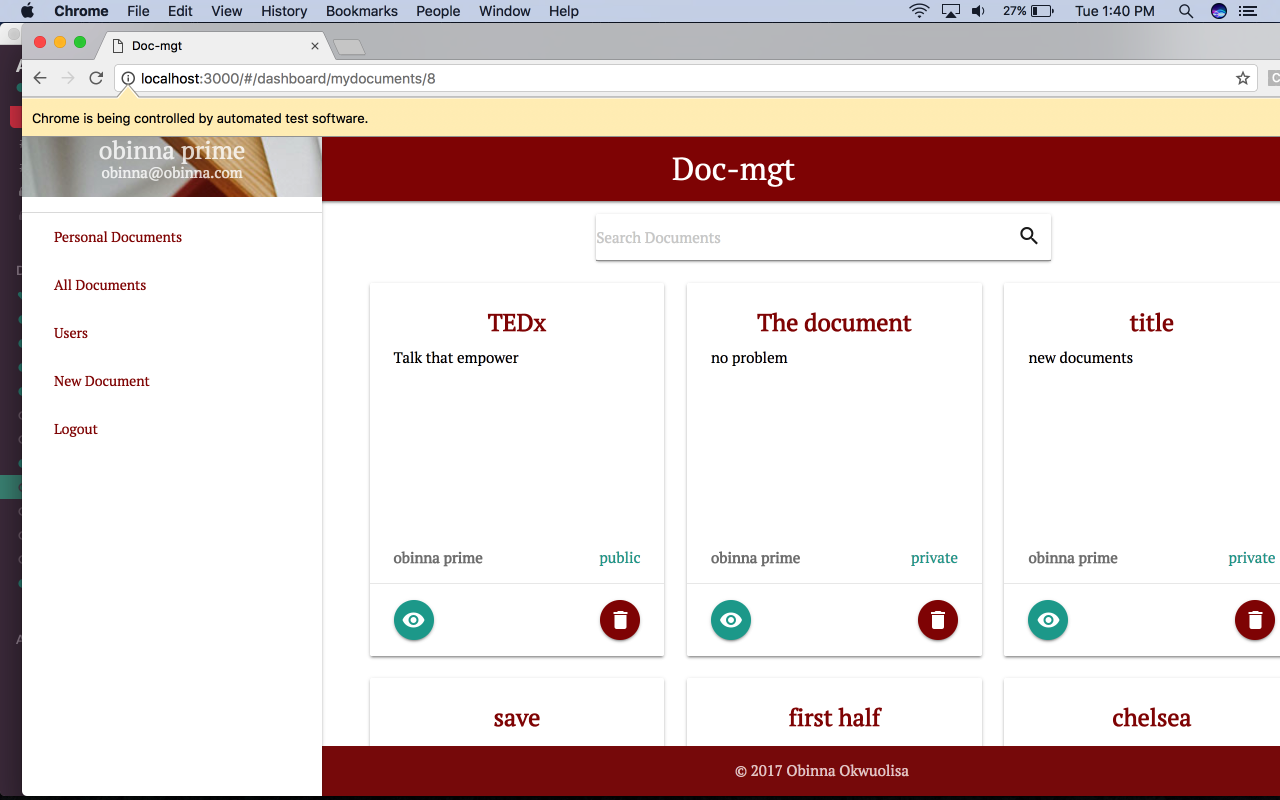 Chrome File Edit View History Bookmarks People Window Help 27% Tue 1:40 PM
Doc-mgt
localhost:3000/#/dashboard/mydocuments/8
Chrome is being controlled by automated test software.
obinna prime
obinna@obinna.com
Doc-mgt
Search Documents
Personal Documents
All Documents
Users
New Document
Logout
TEDx
Talk that empower
obinna prime public
The document
no problem
obinna prime private
title
new documents
obinna prime private
save
first half
chelsea
© 2017 Obinna Okwuolisa